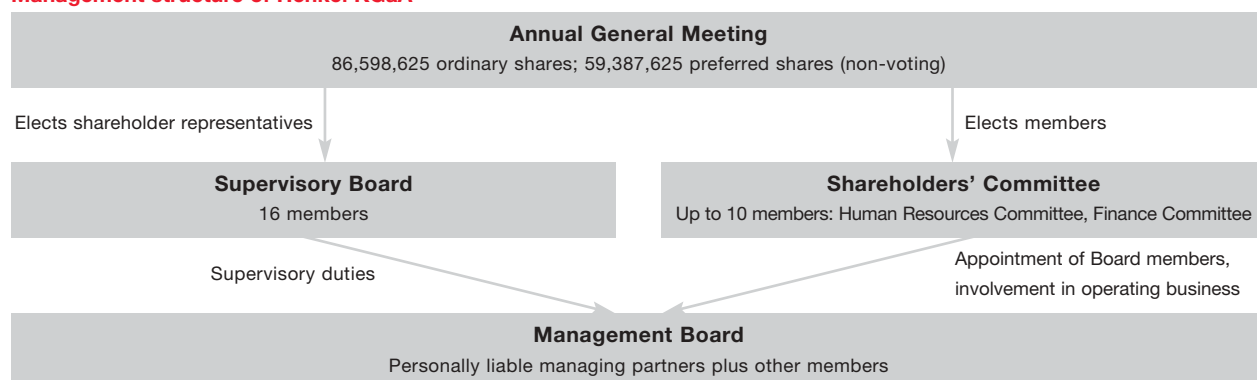 Management structure of Henkel KGaA
Annual General Meeting
86,598,625 ordinary shares; 59,387,625 preferred shares (non-voting)
Elects shareholder representatives
Elects members
Supervisory Board
16 members
Shareholders’ Committee
Up to 10 members: Human Resources Committee, Finance Committee
Supervisory duties
Appointment of Board members,
involvement in operating business
Management Board
Personally liable managing partners plus other members